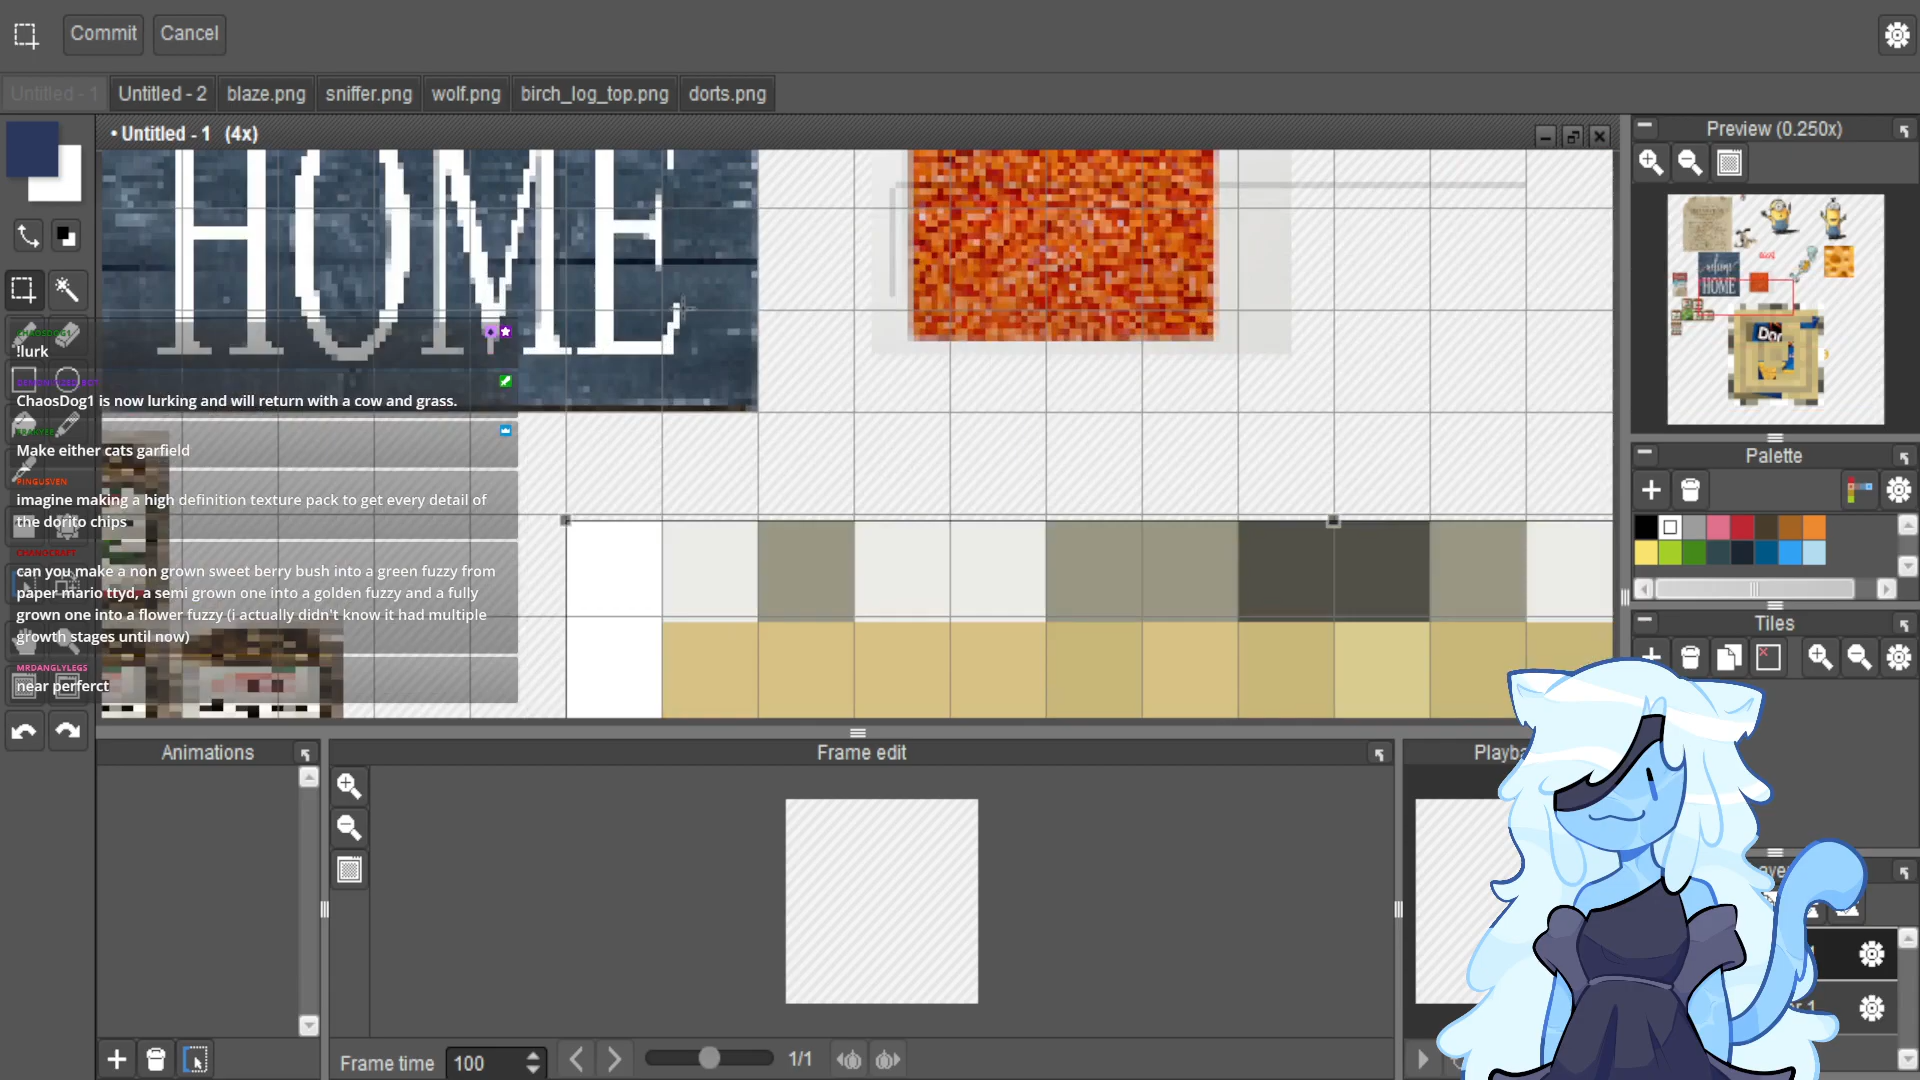 Commit
Cancel
Untitled - 1
Untitled - 2
blaze.png
sniffer.png
wolf.png
birch_log_top.png
dorts.png
• Untitled - 1 (4x)
Preview (0.250x)
HOME
CHAOSDOG1
!lurk
ChaosDog1 is now lurking and will return with a cow and grass.
Make either cats garfield
PINGUSVEN
imagine making a high definition texture pack to get every detail of
the dorito chips
CHANGCRAFT
can you make a non grown sweet berry bush into a green fuzzy from
paper mario ttyd, a semi grown one into a golden fuzzy and a fully
grown one into a flower fuzzy (i actually didn't know it had multiple
growth stages until now)
MRDANGLYLEGS
near perferct
Palette
Tiles
Animations
Frame edit
Frame time
100
1/1